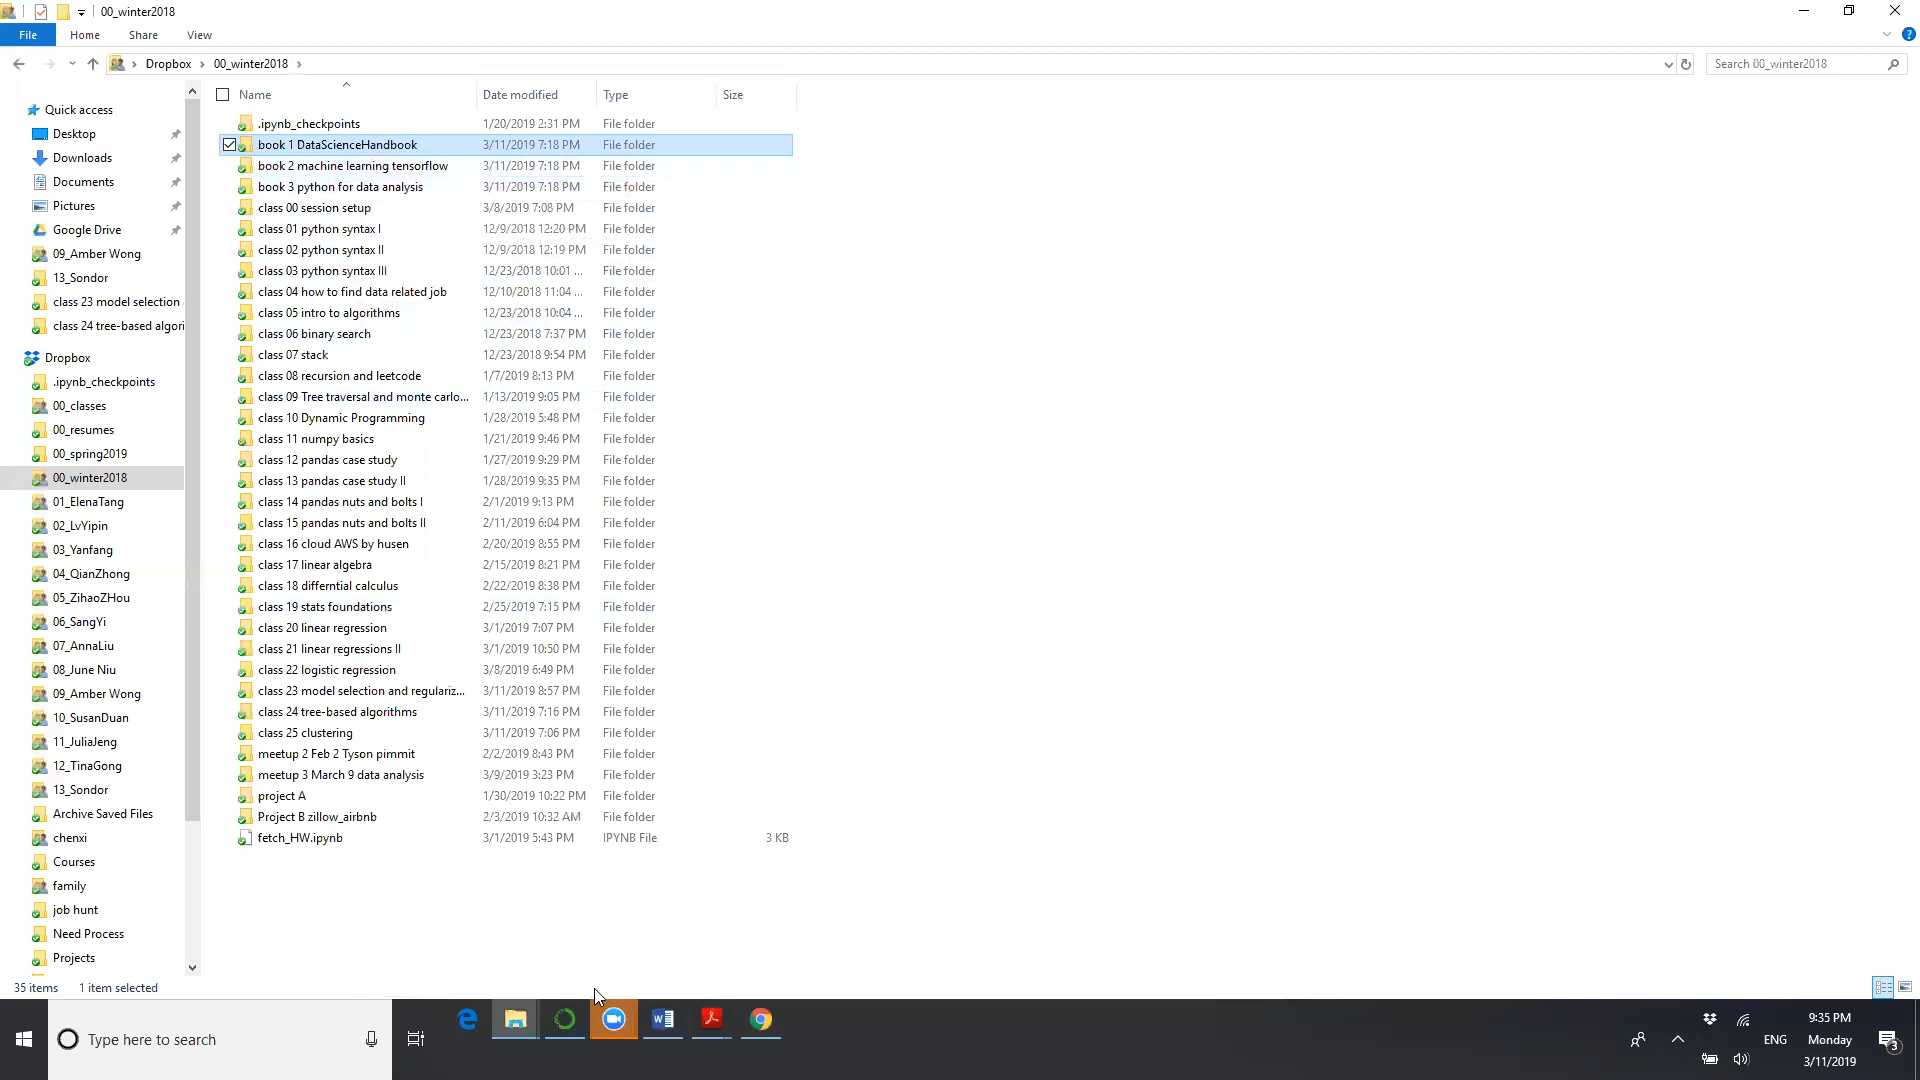 00_winter2018
File
Home
Share
View
Dropbox
00_winter2018
Search 00_winter2018
Name
Date modified
Type
Size
Quick access
Desktop
Downloads
Documents
Pictures
Google Drive
09_Amber Wong
13_Sondor
class 23 model selection
class 24 tree-based algori
Dropbox
.ipynb_checkpoints
00_classes
00_resumes
00_spring2019
00_winter2018
01_ElenaTang
02_LvYipin
03_Yanfang
04_QianZhong
05_ZihaoZHou
06_SangYi
07_AnnaLiu
08_June Niu
09_Amber Wong
10_SusanDuan
11_JuliaJeng
12_TinaGong
13_Sondor
Archive Saved Files
chenxi
Courses
family
job hunt
Need Process
Projects
.ipynb_checkpoints 1/20/2019 2:31 PM File folder
book 1 DataScienceHandbook 3/11/2019 7:18 PM File folder
book 2 machine learning tensorflow 3/11/2019 7:18 PM File folder
book 3 python for data analysis 3/11/2019 7:18 PM File folder
class 00 session setup 3/8/2019 7:08 PM File folder
class 01 python syntax I 12/9/2018 12:20 PM File folder
class 02 python syntax II 12/9/2018 12:19 PM File folder
class 03 python syntax III 12/23/2018 10:01 ... File folder
class 04 how to find data related job 12/10/2018 11:04 ... File folder
class 05 intro to algorithms 12/23/2018 10:04 ... File folder
class 06 binary search 12/23/2018 7:37 PM File folder
class 07 stack 12/23/2018 9:54 PM File folder
class 08 recursion and leetcode 1/7/2019 8:13 PM File folder
class 09 Tree traversal and monte carlo... 1/13/2019 9:05 PM File folder
class 10 Dynamic Programming 1/28/2019 5:48 PM File folder
class 11 numpy basics 1/21/2019 9:46 PM File folder
class 12 pandas case study 1/27/2019 9:29 PM File folder
class 13 pandas case study II 1/28/2019 9:35 PM File folder
class 14 pandas nuts and bolts I 2/1/2019 9:13 PM File folder
class 15 pandas nuts and bolts II 2/11/2019 6:04 PM File folder
class 16 cloud AWS by husen 2/20/2019 8:55 PM File folder
class 17 linear algebra 2/15/2019 8:21 PM File folder
class 18 differntial calculus 2/22/2019 8:38 PM File folder
class 19 stats foundations 2/25/2019 7:15 PM File folder
class 20 linear regression 3/1/2019 7:07 PM File folder
class 21 linear regressions II 3/1/2019 10:50 PM File folder
class 22 logistic regression 3/8/2019 6:49 PM File folder
class 23 model selection and regulariz... 3/11/2019 8:57 PM File folder
class 24 tree-based algorithms 3/11/2019 7:16 PM File folder
class 25 clustering 3/11/2019 7:06 PM File folder
meetup 2 Feb 2 Tyson pimmit 2/2/2019 8:43 PM File folder
meetup 3 March 9 data analysis 3/9/2019 3:23 PM File folder
project A 1/30/2019 10:22 PM File folder
Project B zillow_airbnb 2/3/2019 10:32 AM File folder
fetch_HW.ipynb 3/1/2019 5:43 PM IPYNB File 3 KB
35 items 1 item selected
Type here to search
ENG
9:35 PM
Monday
3/11/2019
3